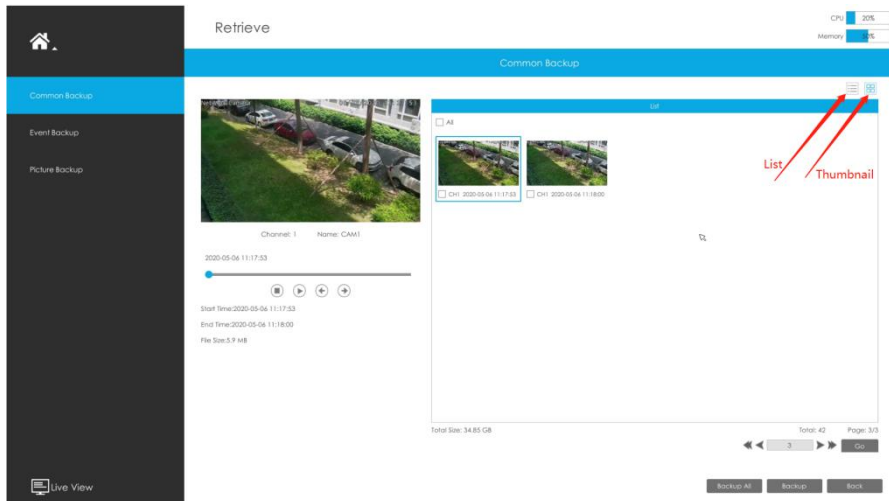 Retrieve
CPU 20%
Memory
Common Backup
Common Backup
Event Backup
Picture Backup
List
All
CH1 2020-05-06 11:17:53
CH1 2020-05-06 11:18:00
List
Thumbnail
Channel: 1 Name: CAM1
2020-05-06 11:17:53
Start Time:2020-05-06 11:17:53
End Time:2020-05-06 11:18:00
File Size:5.9 MB
Total Size: 34.85 GB
Total: 42 Page: 3/3
3
Go
Live View
Backup All Backup Back